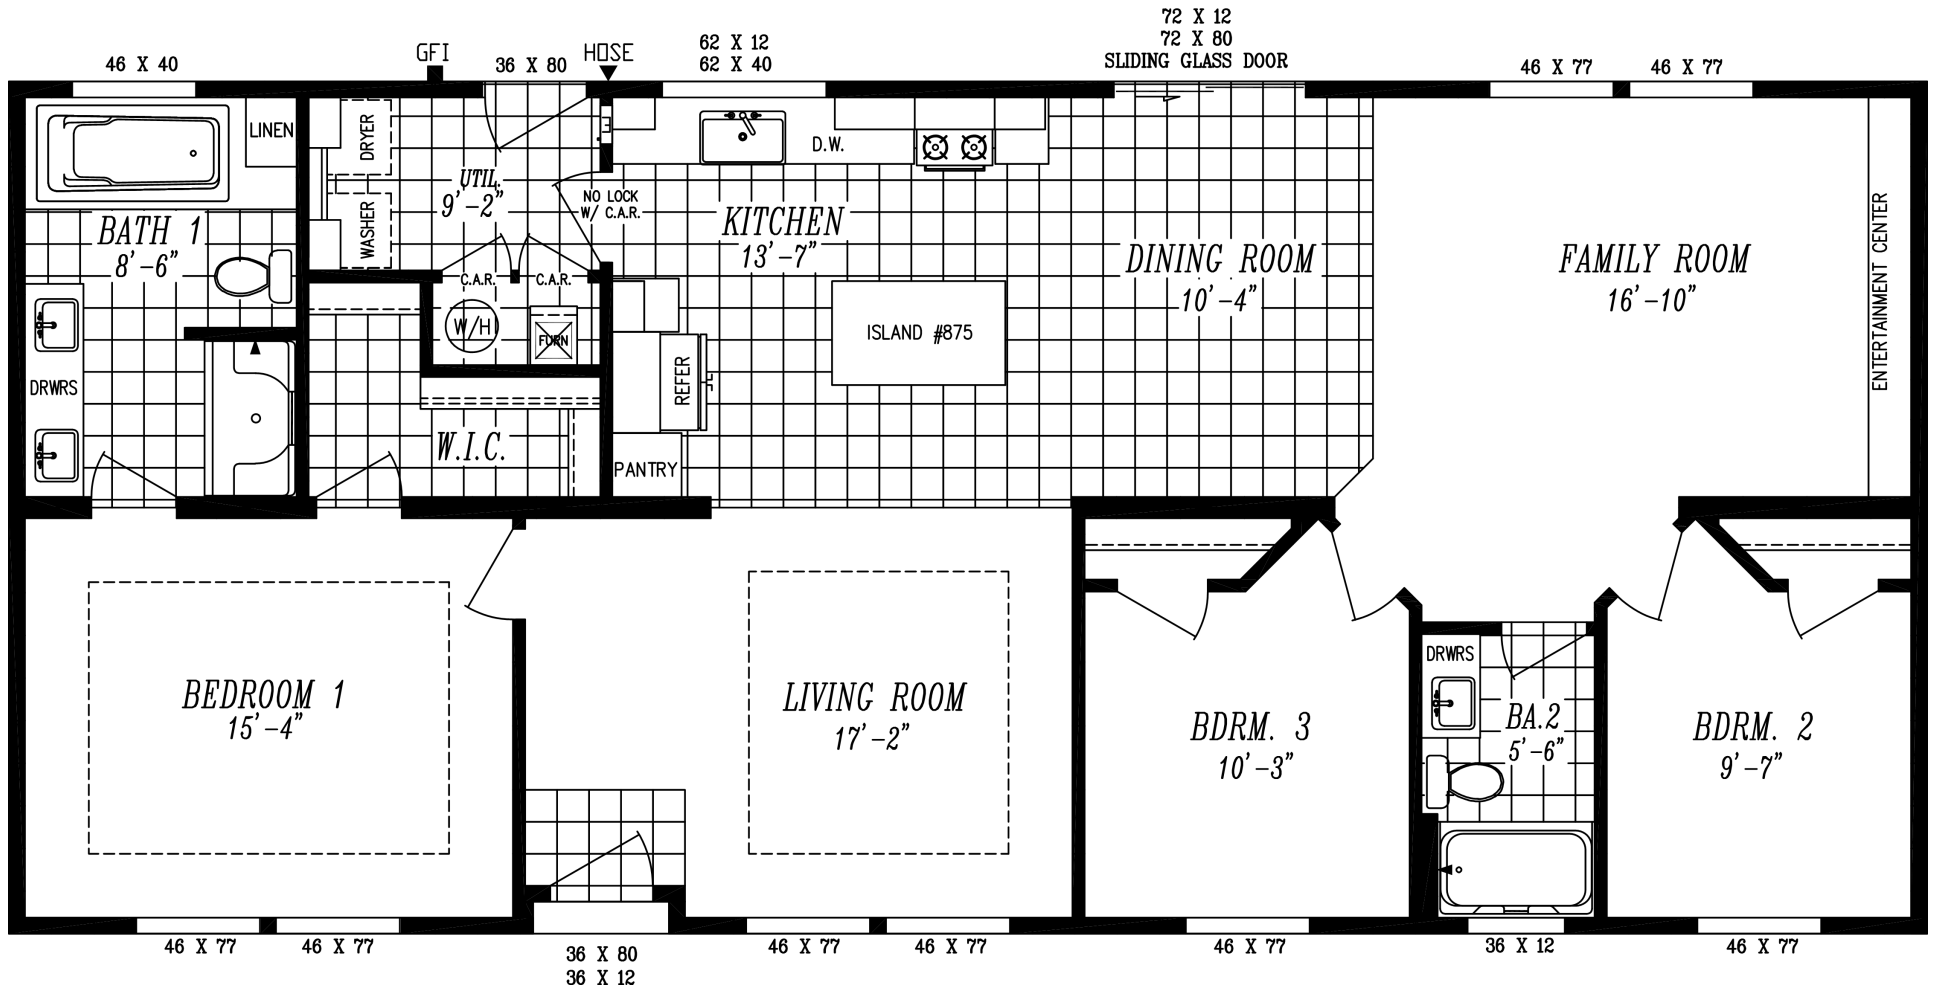 72 X 12
72 X 80
SLIDING GLASS DOOR
62 X 12
62 X 40
GFI
HOSE
46 X 40
36 X 80
46 X 77
46 X 77
LINEN
DRYER
WASHER
UTIL.
9'-2"
NO LOCK
W/ C.A.R.
D.W.
BATH 1
8'-6"
KITCHEN
13'-7"
DINING ROOM
10'-4"
FAMILY ROOM
16'-10"
ENTERTAINMENT CENTER
C.A.R.
C.A.R.
W/H
FURN
ISLAND #875
REFER
DRWRS
W.I.C.
PANTRY
BEDROOM 1
15'-4"
LIVING ROOM
17'-2"
BDRM. 3
10'-3"
DRWRS
BA.2
5'-6"
BDRM. 2
9'-7"
46 X 77
46 X 77
36 X 80
36 X 12
46 X 77
46 X 77
46 X 77
36 X 12
46 X 77